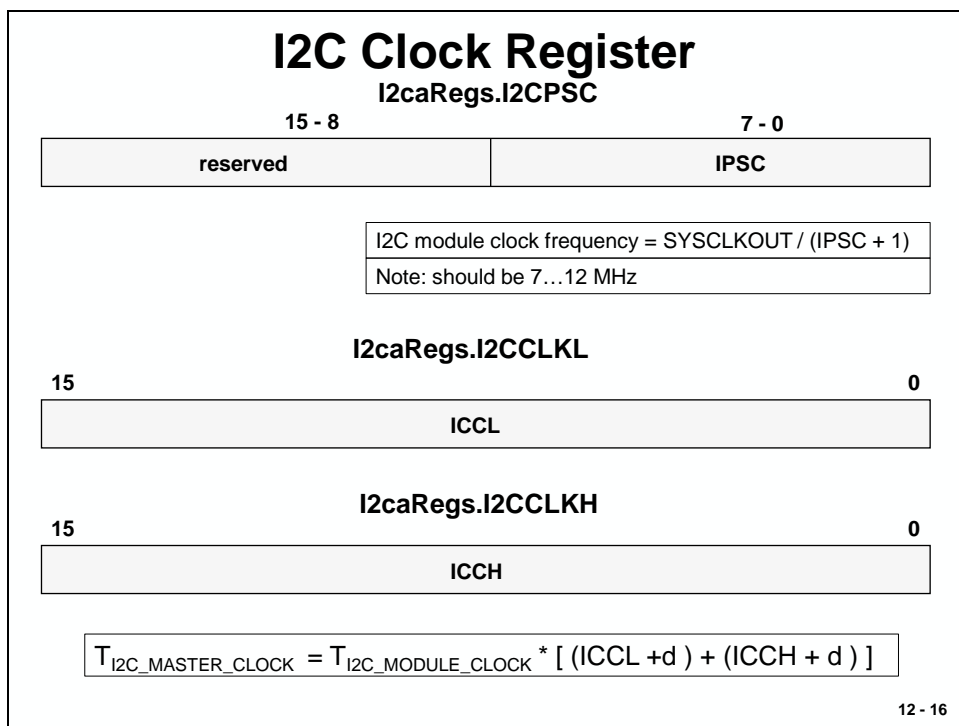 I2C Clock Register
I2caRegs.I2CPSC
15 - 8 7 - 0
reserved IPSC
I2C module clock frequency = SYSCLKOUT / (IPSC + 1)
Note: should be 7…12 MHz
I2caRegs.I2CCLKL
15 0
ICCL
I2caRegs.I2CCLKH
15 0
ICCH
T I2C_MASTER_CLOCK = T I2C_MODULE_CLOCK * [ (ICCL +d ) + (ICCH + d ) ]
12 - 16